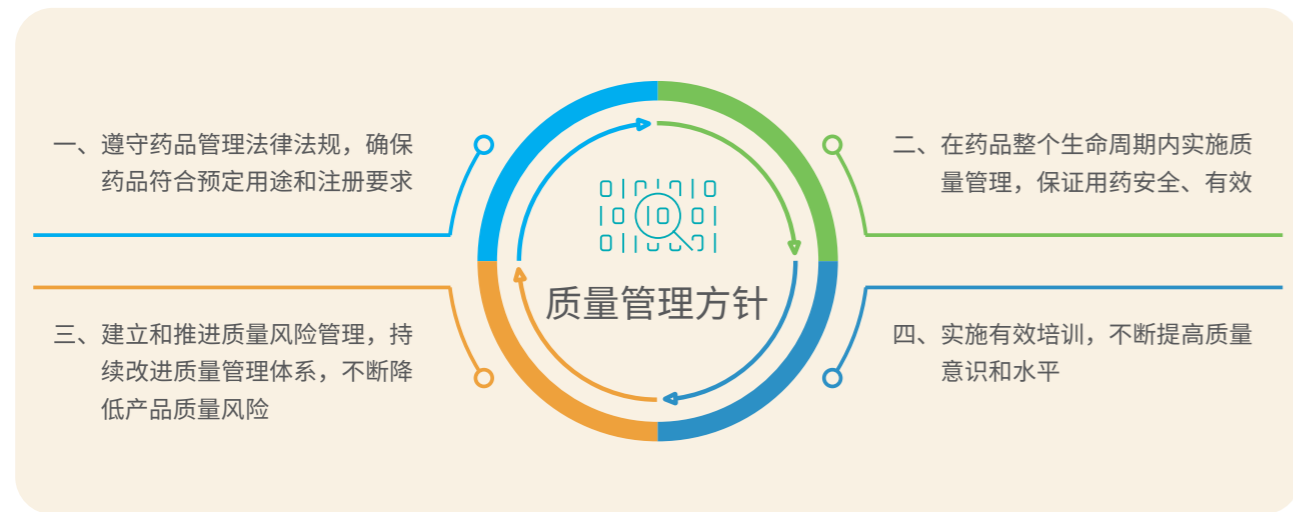 一、遵守药品管理法律法规，确保
药品符合预定用途和注册要求
二、在药品整个生命周期内实施质
量管理，保证用药安全、有效
质量管理方针
三、建立和推进质量风险管理，持
续改进质量管理体系，不断降
低产品质量风险
四、实施有效培训，不断提高质量
意识和水平